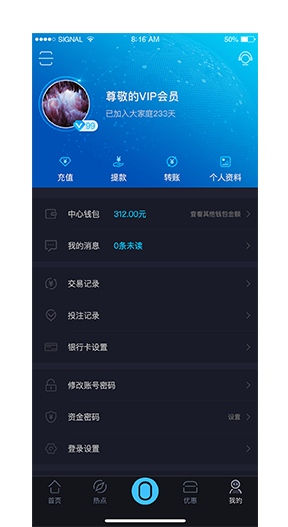 SIGNAL 8:16 AM 50%
尊敬的VIP会员
已加入大家庭233天
V99
充值 提款 转账 个人资料
中心钱包 312.00元 查看其他钱包金额
我的消息 0条未读
交易记录
投注记录
银行卡设置
修改账号密码
资金密码 设置
登录设置
首页 热点 优惠 我的